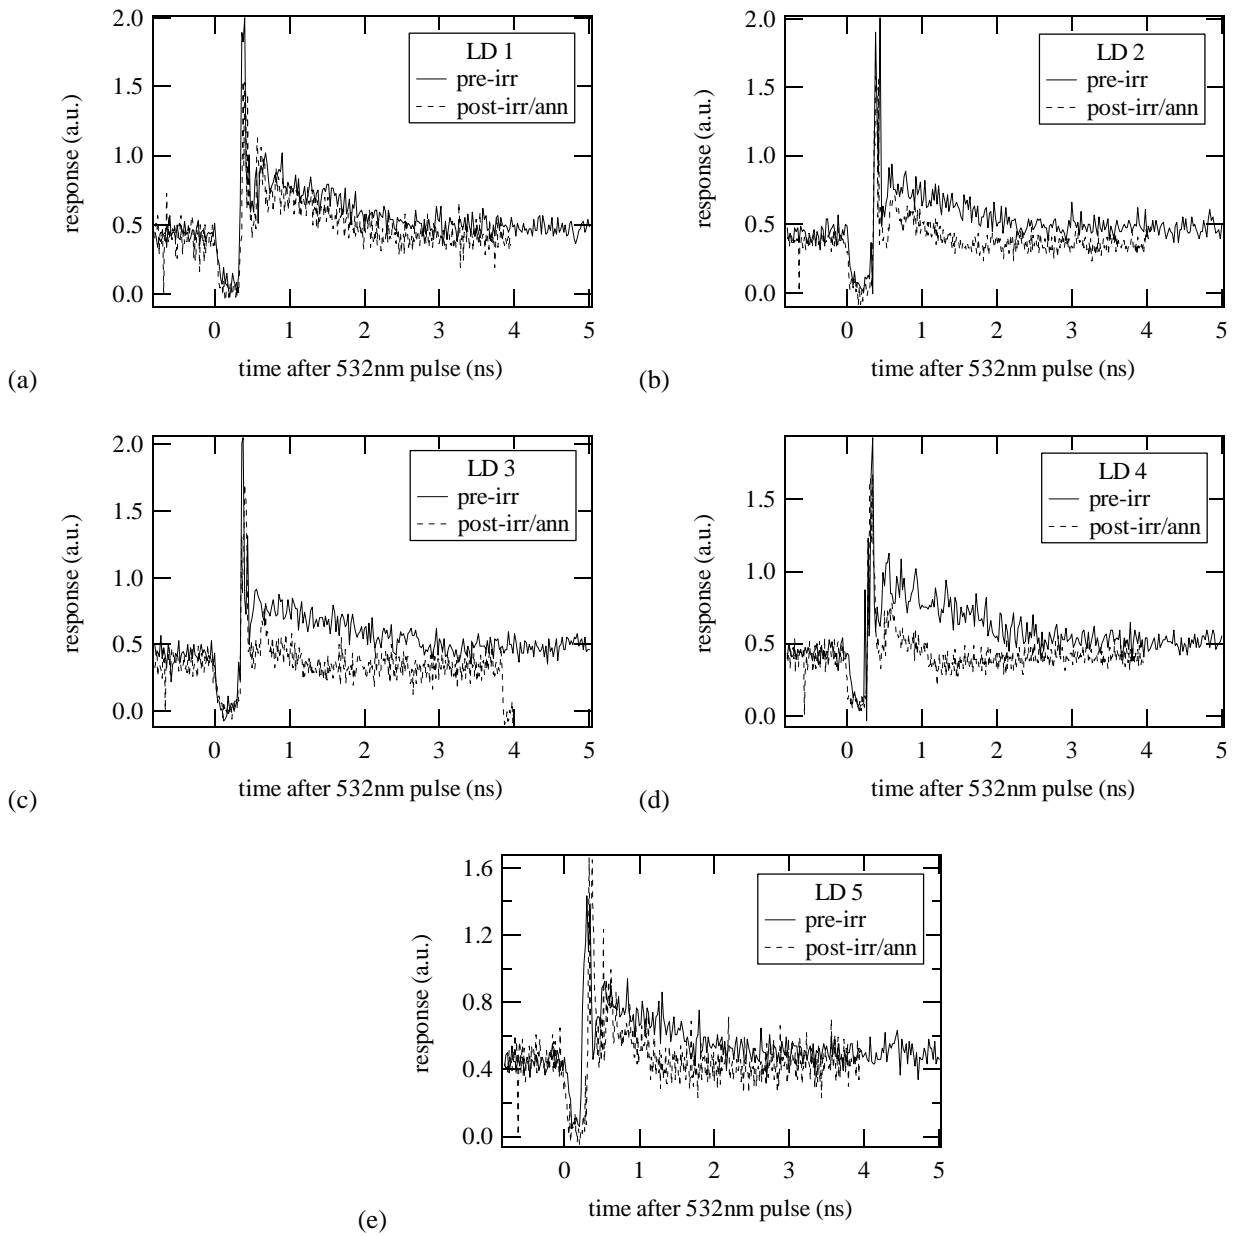 2.0
1.5
1.0
0.5
0.0
response (a.u.)
LD 1
pre-irr
post-irr/ann
0 1 2 3 4 5
time after 532nm pulse (ns)
(a)
2.0
1.5
1.0
0.5
0.0
response (a.u.)
LD 2
pre-irr
post-irr/ann
0 1 2 3 4 5
time after 532nm pulse (ns)
(b)
2.0
1.5
1.0
0.5
0.0
response (a.u.)
LD 3
pre-irr
post-irr/ann
0 1 2 3 4 5
time after 532nm pulse (ns)
(c)
1.5
1.0
0.5
0.0
response (a.u.)
LD 4
pre-irr
post-irr/ann
0 1 2 3 4 5
time after 532nm pulse (ns)
(d)
1.6
1.2
0.8
0.4
0.0
response (a.u.)
LD 5
pre-irr
post-irr/ann
0 1 2 3 4 5
time after 532nm pulse (ns)
(e)